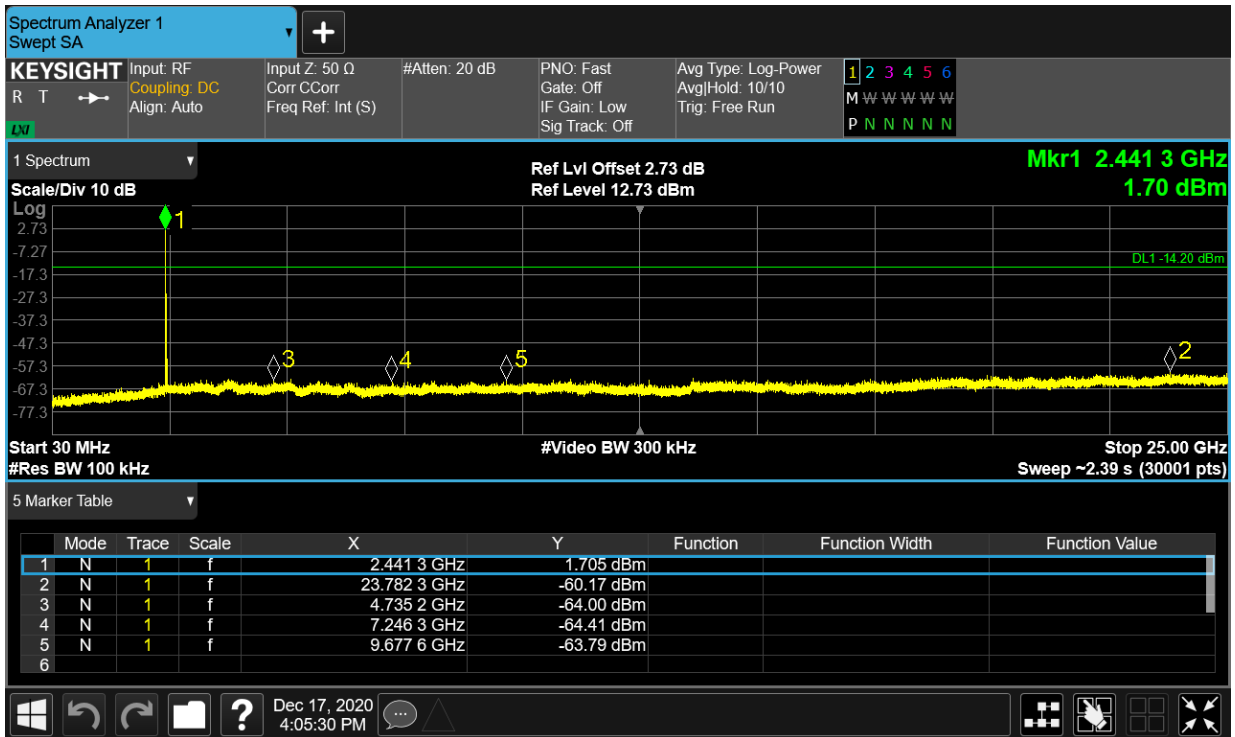 Spectrum Analyzer 1
Swept SA
▼
+
KEYSIGHT
R T
LXI
Input: RF
Coupling: DC
Align: Auto
Input Z: 50 Ω
Corr CCorr
Freq Ref: Int (S)
#Atten: 20 dB
PNO: Fast
Gate: Off
IF Gain: Low
Sig Track: Off
Avg Type: Log-Power
Avg|Hold: 10/10
Trig: Free Run
1 2 3 4 5 6
M W W W W W
P N N N N N
1 Spectrum ▼
Scale/Div 10 dB
Ref Lvl Offset 2.73 dB
Ref Level 12.73 dBm
Mkr1 2.441 3 GHz
1.70 dBm
Log
2.73
-7.27
-17.3
-27.3
-37.3
-47.3
-57.3
-67.3
-77.3
1
DL1 -14.20 dBm
3
4
5
2
Start 30 MHz
#Res BW 100 kHz
#Video BW 300 kHz
Stop 25.00 GHz
Sweep ~2.39 s (30001 pts)
5 Marker Table ▼
Mode Trace Scale X Y Function Function Width Function Value
1 N 1 f 2.441 3 GHz 1.705 dBm
2 N 1 f 23.782 3 GHz -60.17 dBm
3 N 1 f 4.735 2 GHz -64.00 dBm
4 N 1 f 7.246 3 GHz -64.41 dBm
5 N 1 f 9.677 6 GHz -63.79 dBm
6
?
Dec 17, 2020
4:05:30 PM